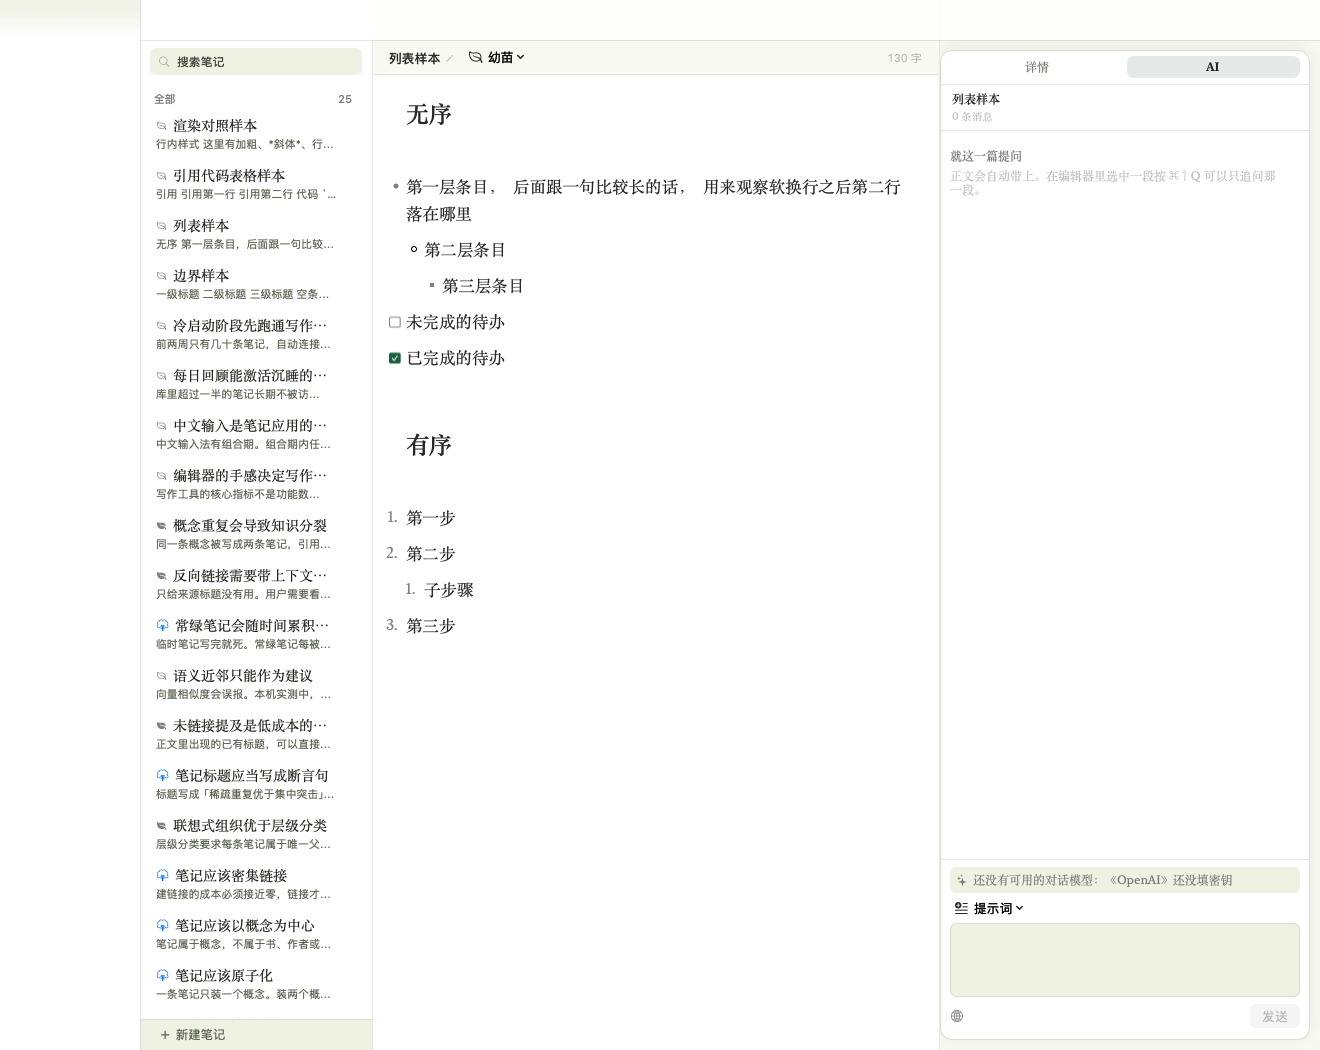 搜索笔记
全部 25
渲染对照样本
行内样式 这里有加粗、*斜体*、行…
引用代码表格样本
引用 引用第一行 引用第二行 代码 `…
列表样本
无序 第一层条目，后面跟一句比较…
边界样本
一级标题 二级标题 三级标题 空条…
冷启动阶段先跑通写作…
前两周只有几十条笔记，自动连接…
每日回顾能激活沉睡的…
库里超过一半的笔记长期不被访…
中文输入是笔记应用的…
中文输入法有组合期。组合期内任…
编辑器的手感决定写作…
写作工具的核心指标不是功能数…
概念重复会导致知识分裂
同一条概念被写成两条笔记，引用…
反向链接需要带上下文…
只给来源标题没有用。用户需要看…
常绿笔记会随时间累积…
临时笔记写完就死。常绿笔记每被…
语义近邻只能作为建议
向量相似度会误报。本机实测中，…
未链接提及是低成本的…
正文里出现的已有标题，可以直接…
笔记标题应当写成断言句
标题写成「稀疏重复优于集中突击」…
联想式组织优于层级分类
层级分类要求每条笔记属于唯一父…
笔记应该密集链接
建链接的成本必须接近零，链接才…
笔记应该以概念为中心
笔记属于概念，不属于书、作者或…
笔记应该原子化
一条笔记只装一个概念。装两个概…
+ 新建笔记
列表样本 / 幼苗 130 字
无序
• 第一层条目， 后面跟一句比较长的话， 用来观察软换行之后第二行
落在哪里
第二层条目
第三层条目
未完成的待办
已完成的待办
有序
1. 第一步
2. 第二步
1. 子步骤
3. 第三步
详情 AI
列表样本
0 条消息
就这一篇提问
正文会自动带上。在编辑器里选中一段按 ⌘⇧Q 可以只追问那
一段。
还没有可用的对话模型：《OpenAI》还没填密钥
提示词
发送